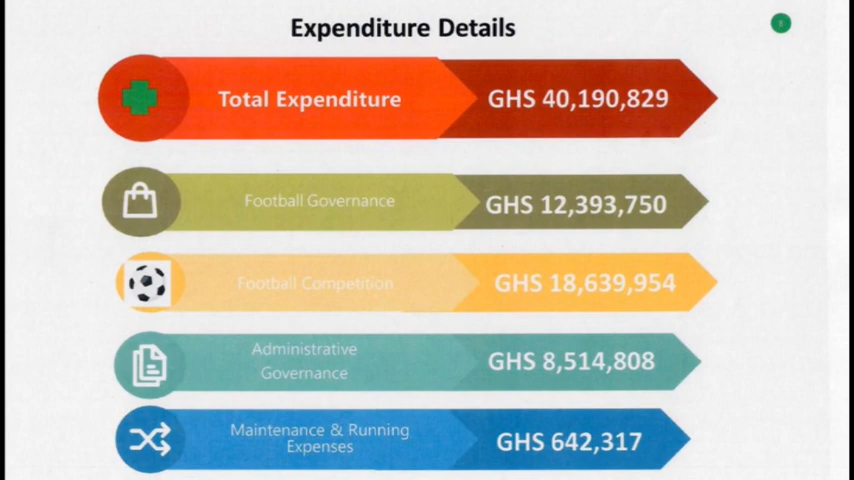 Expenditure Details
Total Expenditure
GHS 40,190,829
Football Governance
GHS 12,393,750
Football Competition
GHS 18,639,954
Administrative
Governance
GHS 8,514,808
Maintenance & Running
Expenses
GHS 642,317